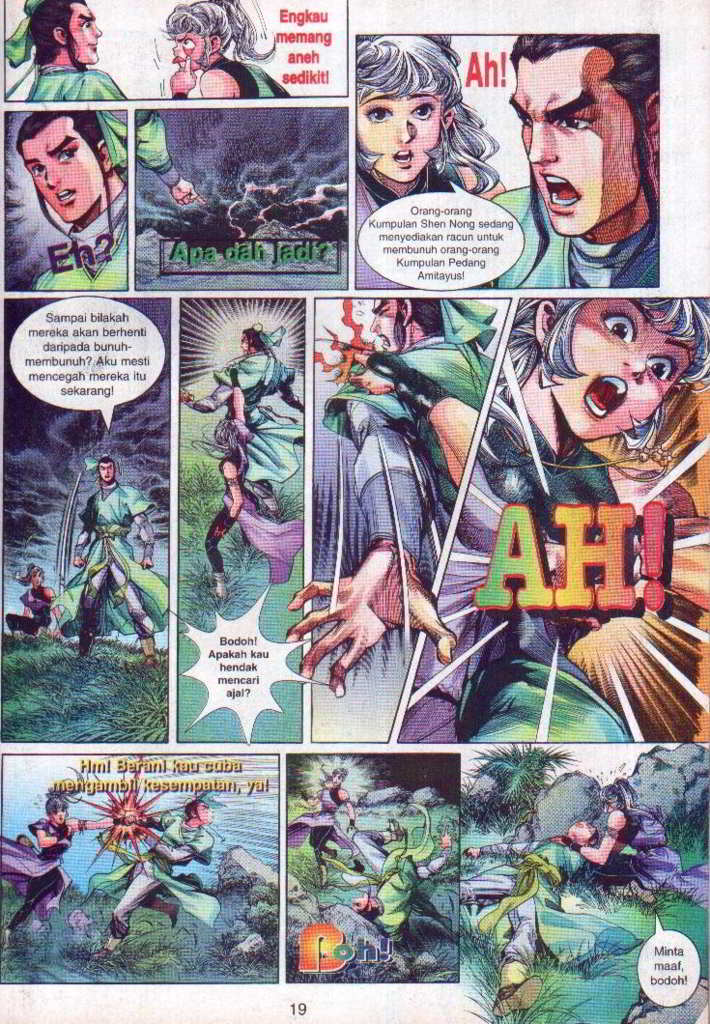 Engkau
memang
aneh
sedikit!
Eh?
Apa dah jadi?
Ah!
Orang-orang
Kumpulan Shen Nong sedang
menyediakan racun untuk
membunuh orang-orang
Kumpulan Pedang
Amitayus!
Sampai bilakah
mereka akan berhenti
daripada bunuh-
membunuh? Aku mesti
mencegah mereka itu
sekarang!
Bodoh!
Apakah kau
hendak
mencari
ajal?
AH!
Hm! Berani kau cuba
mengambil kesempatan, ya!
Boh!
Minta
maaf,
bodoh!
19